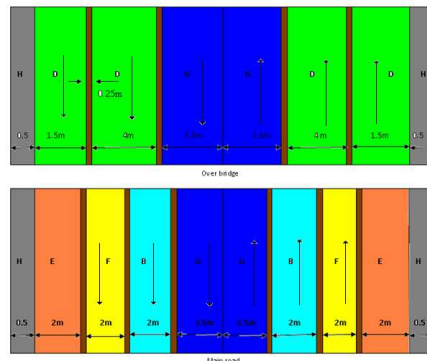 H D D D D H
0.25m
0.5 1.5m 4m 4m 1.5m 0.5
Over bridge
H E F B B F E H
0.5 2m 2m 2m 2m 2m 2m 0.5
Main road